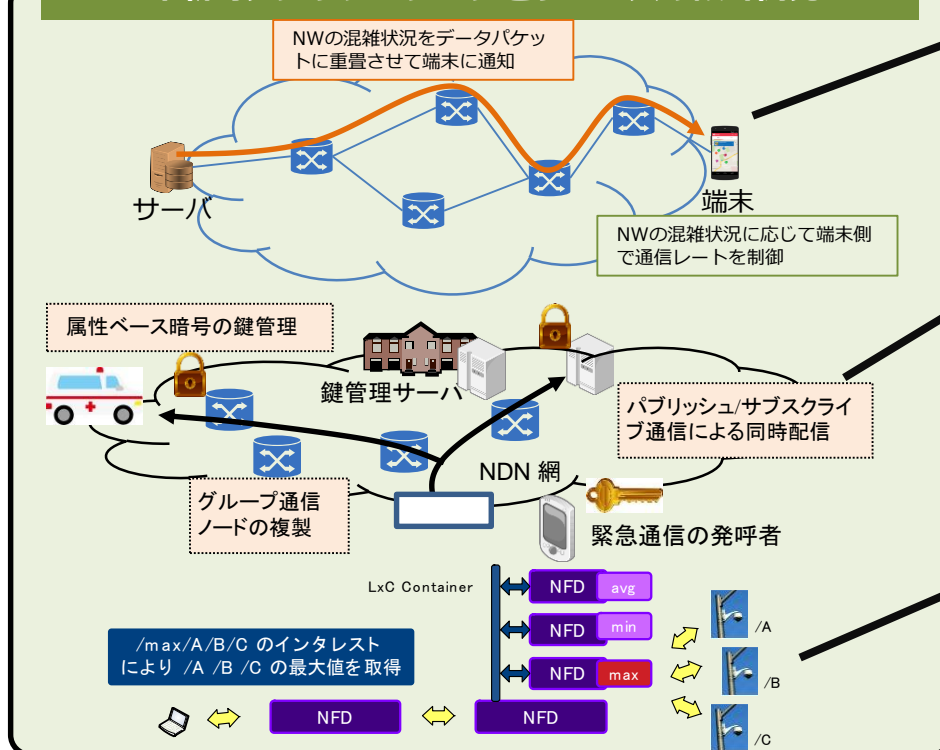 NWの混雑状況をデータパケッ
トに重畳させて端末に通知
サーバ
端末
NWの混雑状況に応じて端末側
で通信レートを制御
属性ベース暗号の鍵管理
鍵管理サーバ
パブリッシュ/サブスクライ
ブ通信による同時配信
NDN 網
グループ通信
ノードの複製
緊急通信の発呼者
LxC Container
NFD avg
NFD min
NFD max
/A
/B
/C
/max/A/B/C のインタレスト
により /A /B /C の最大値を取得
NFD
NFD